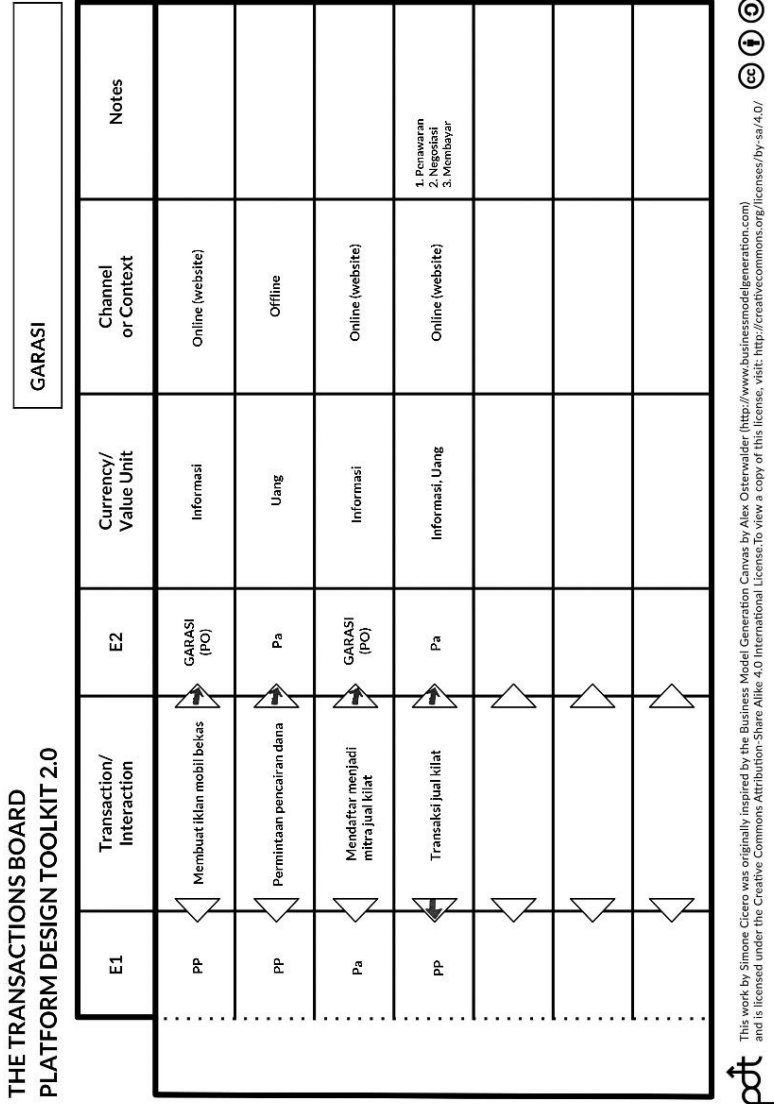 THE TRANSACTIONS BOARD
PLATFORM DESIGN TOOLKIT 2.0
GARASI
E1
Transaction/
Interaction
E2
Currency/
Value Unit
Channel
or Context
Notes
PP
Membuat iklan mobil bekas
GARASI
(PO)
Informasi
Online (website)
PP
Permintaan pencairan dana
Pa
Uang
Offline
Pa
Mendaftar menjadi
mitra jual kilat
GARASI
(PO)
Informasi
Online (website)
PP
Transaksi jual kilat
Pa
Informasi, Uang
Online (website)
1. Penawaran
2. Negosiasi
3. Membayar
pdt
This work by Simone Cicero was originally inspired by the Business Model Generation Canvas by Alex Osterwalder (http://www.businessmodelgeneration.com)
and is licensed under the Creative Commons Attribution-Share Alike 4.0 International License.To view a copy of this license, visit: http://creativecommons.org/licenses/by-sa/4.0/
cc